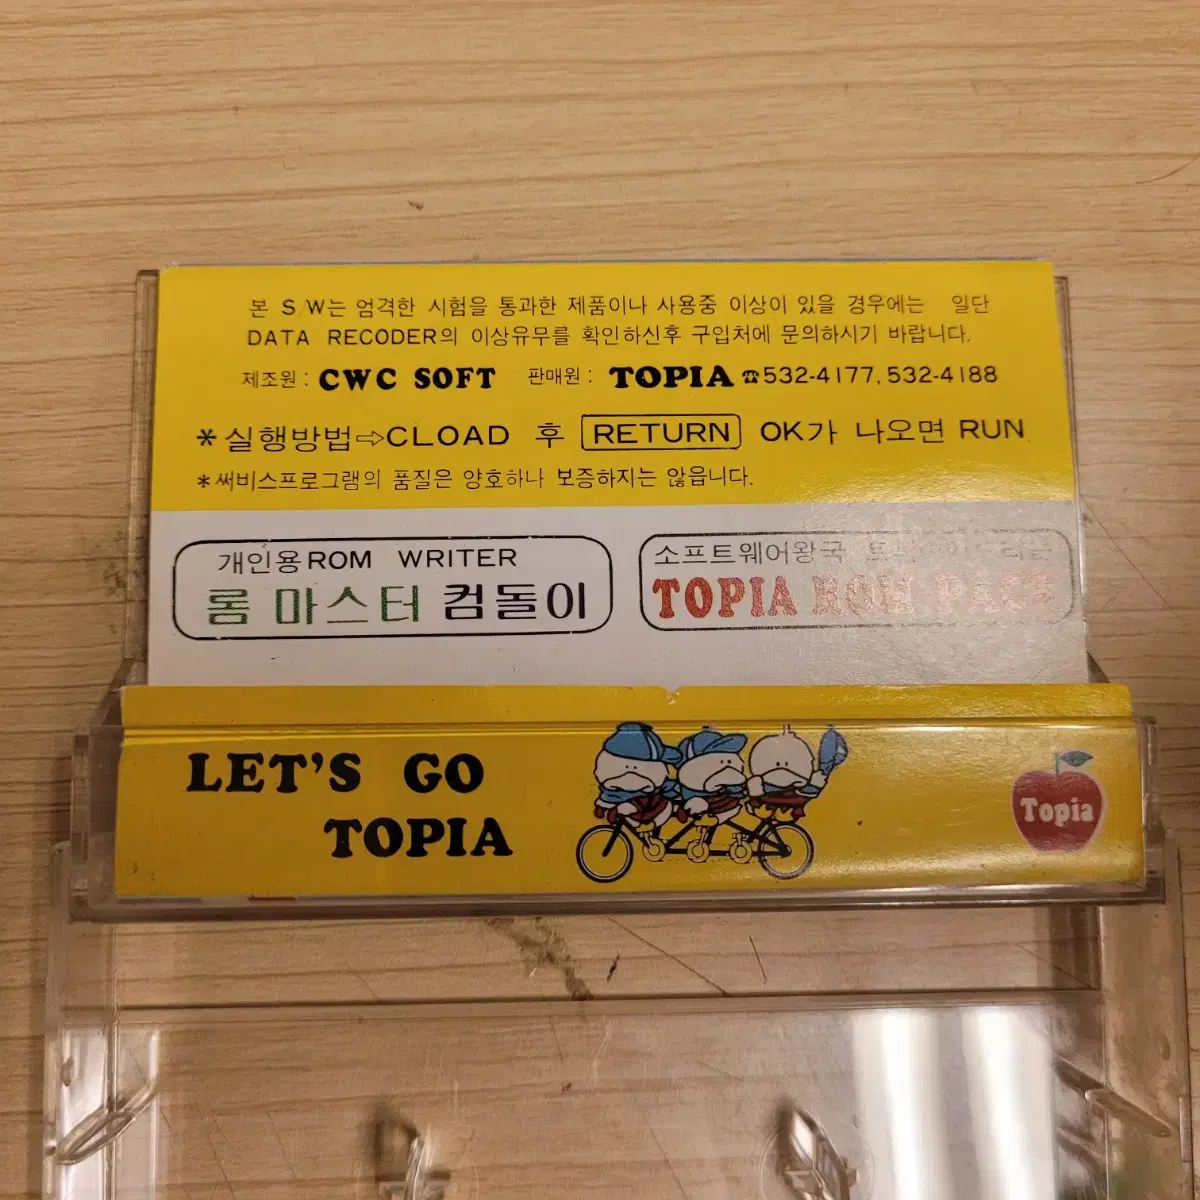 본 S/W는 엄격한 시험을 통과한 제품이나 사용중 이상이 있을 경우에는 일단
DATA RECODER의 이상유무를 확인하신후 구입처에 문의하시기 바랍니다.
제조원 : CWC SOFT 판매원 : TOPIA ☎532-4177, 532-4188
*실행방법⇨CLOAD 후 RETURN OK가 나오면 RUN
*써비스프로그램의 품질은 양호하나 보증하지는 않읍니다.
개인용ROM WRITER
롬 마스터 컴돌이
소프트웨어왕국
TOPIA ROM PACK
LET'S GO
TOPIA
Topia